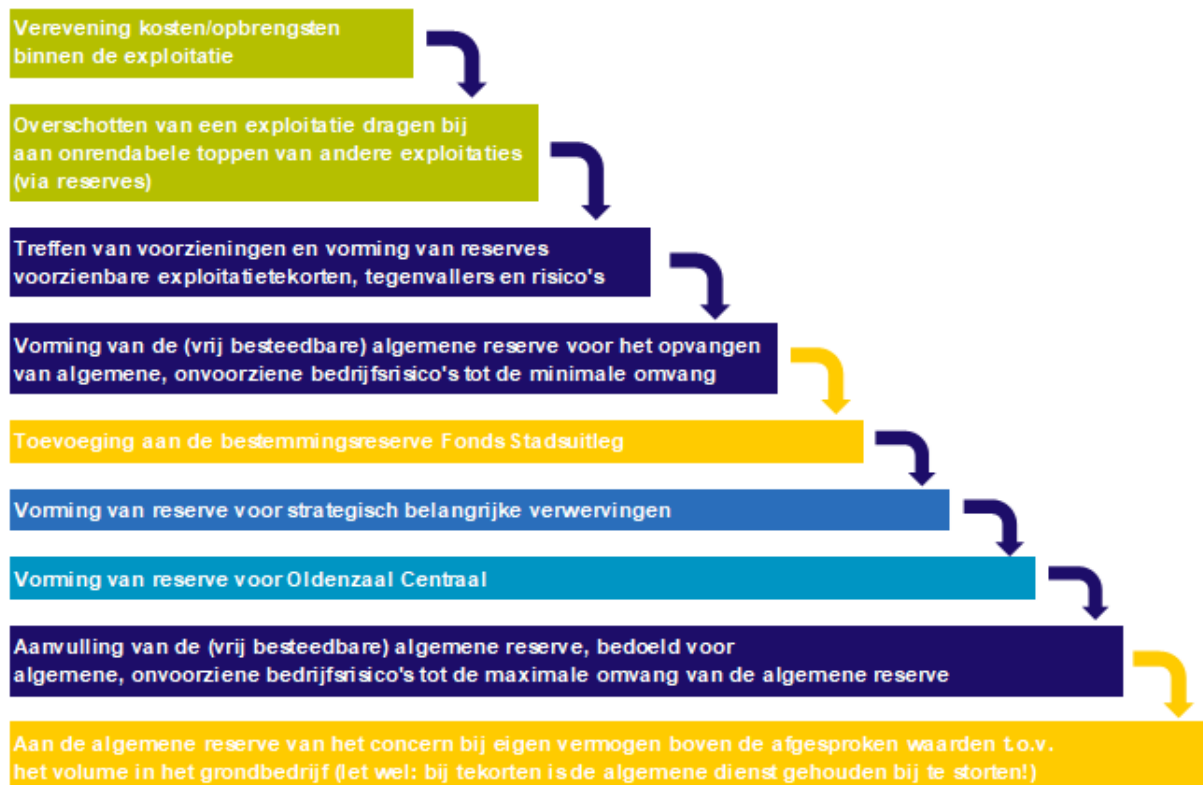 Verevening kosten/opbrengsten
binnen de exploitatie
Overschotten van een exploitatie dragen bij
aan onrendabele toppen van andere exploitaties
(via reserves)
Treffen van voorzieningen en vorming van reserves
voorzienbare exploitatietekorten, tegenvallers en risico's
Vorming van de (vrij besteedbare) algemene reserve voor het opvangen
van algemene, onvoorziene bedrijfsrisico's tot de minimale omvang
Toevoeging aan de bestemmingsreserve Fonds Stadsuitleg
Vorming van reserve voor strategisch belangrijke verwervingen
Vorming van reserve voor Oldenzaal Centraal
Aanvulling van de (vrij besteedbare) algemene reserve, bedoeld voor
algemene, onvoorziene bedrijfsrisico's tot de maximale omvang van de algemene reserve
Aan de algemene reserve van het concern bij eigen vermogen boven de afgesproken waarden t.o.v.
het volume in het grondbedrijf (let wel: bij tekorten is de algemene dienst gehouden bij te storten!)